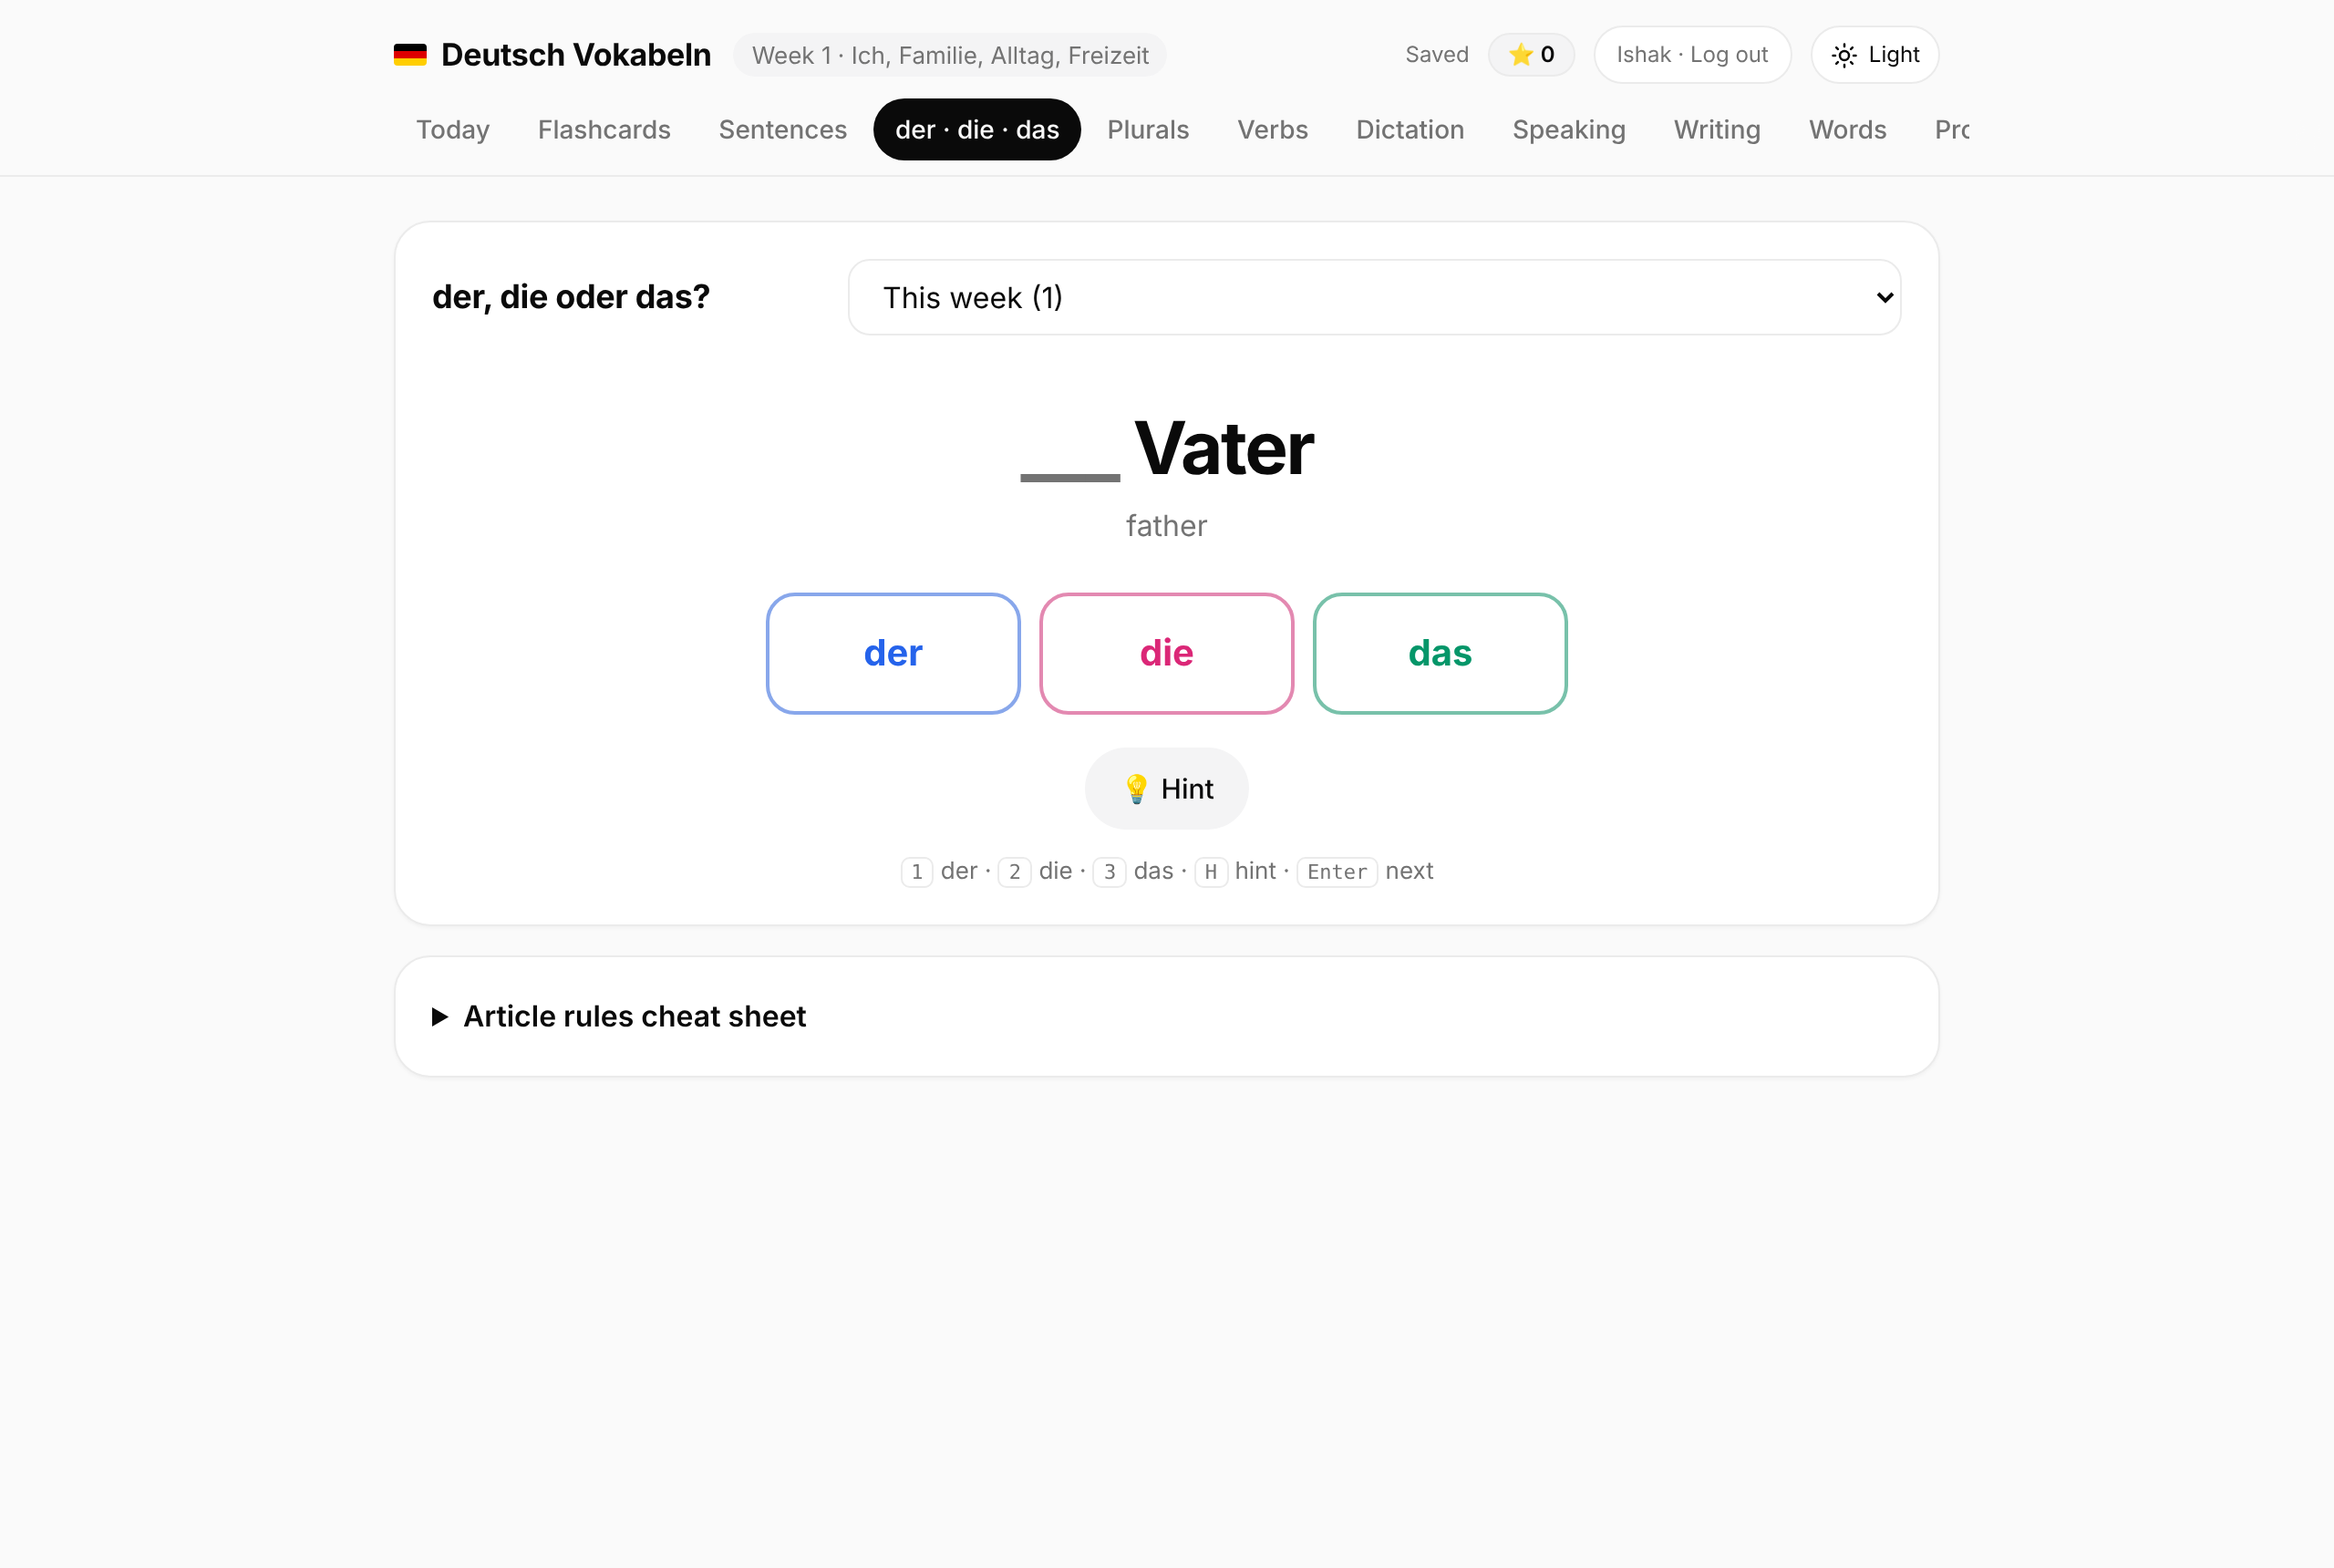 Deutsch Vokabeln Week 1 · Ich, Familie, Alltag, Freizeit Saved ⭐ 0 Ishak · Log out Light
Today Flashcards Sentences der · die · das Plurals Verbs Dictation Speaking Writing Words
der, die oder das? This week (1)
____ Vater
father
der die das
💡 Hint
1 der · 2 die · 3 das · H hint · Enter next
▶ Article rules cheat sheet